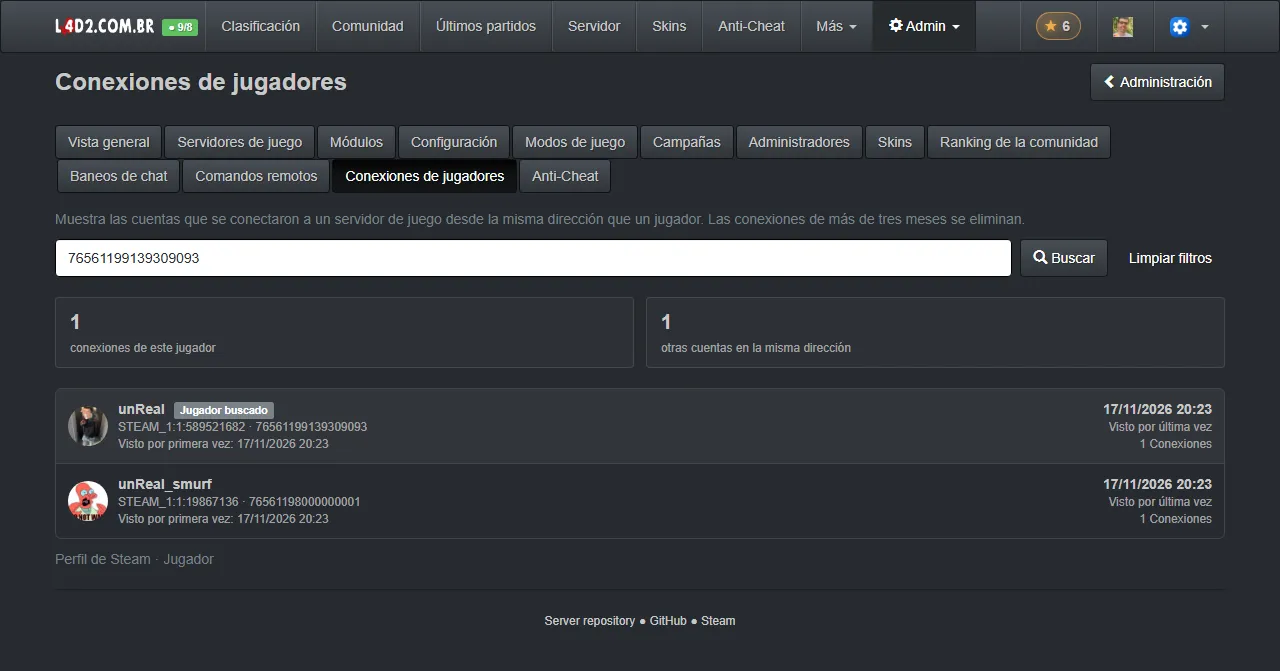 L4D2.COM.BR 9/8 Clasificación Comunidad Últimos partidos Servidor Skins Anti-Cheat Más Admin 6
Conexiones de jugadores
Administración
Vista general Servidores de juego Módulos Configuración Modos de juego Campañas Administradores Skins Ranking de la comunidad
Baneos de chat Comandos remotos Conexiones de jugadores Anti-Cheat
Muestra las cuentas que se conectaron a un servidor de juego desde la misma dirección que un jugador. Las conexiones de más de tres meses se eliminan.
76561199139309093 Buscar Limpiar filtros
1
conexiones de este jugador
1
otras cuentas en la misma dirección
unReal Jugador buscado
STEAM_1:1:589521682 · 76561199139309093
Visto por primera vez: 17/11/2026 20:23
17/11/2026 20:23
Visto por última vez
1 Conexiones
unReal_smurf
STEAM_1:1:19867136 · 76561198000000001
Visto por primera vez: 17/11/2026 20:23
17/11/2026 20:23
Visto por última vez
1 Conexiones
Perfil de Steam · Jugador
Server repository ● GitHub ● Steam